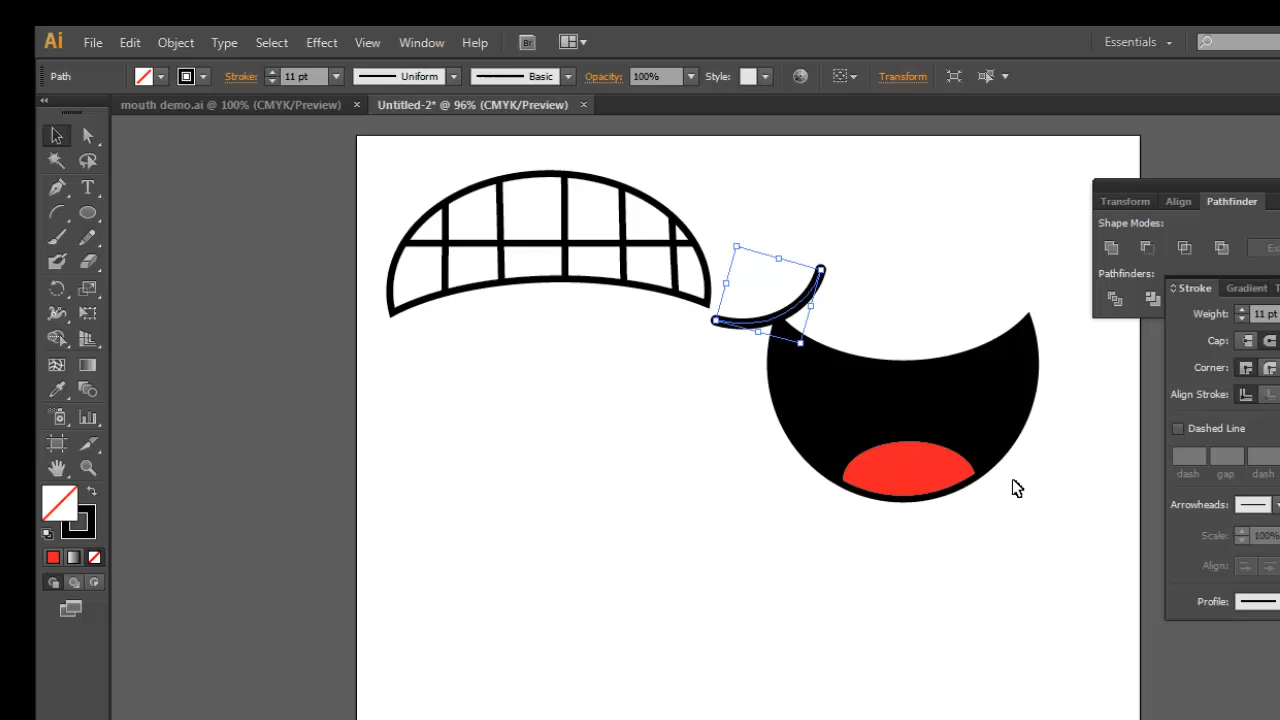 Ai File Edit Object Type Select Effect View Window Help Br Essentials
Path Stroke: 11 pt Uniform Basic Opacity: 100% Style: Transform
mouth demo.ai @ 100% (CMYK/Preview) × Untitled-2* @ 96% (CMYK/Preview) ×
Transform Align Pathfinder
Shape Modes:
Ex
Pathfinders:
Stroke Gradient T
Weight: 11 pt
Cap:
Corner:
Align Stroke:
Dashed Line
dash gap dash
Arrowheads:
Scale: 100%
Align:
Profile:
T